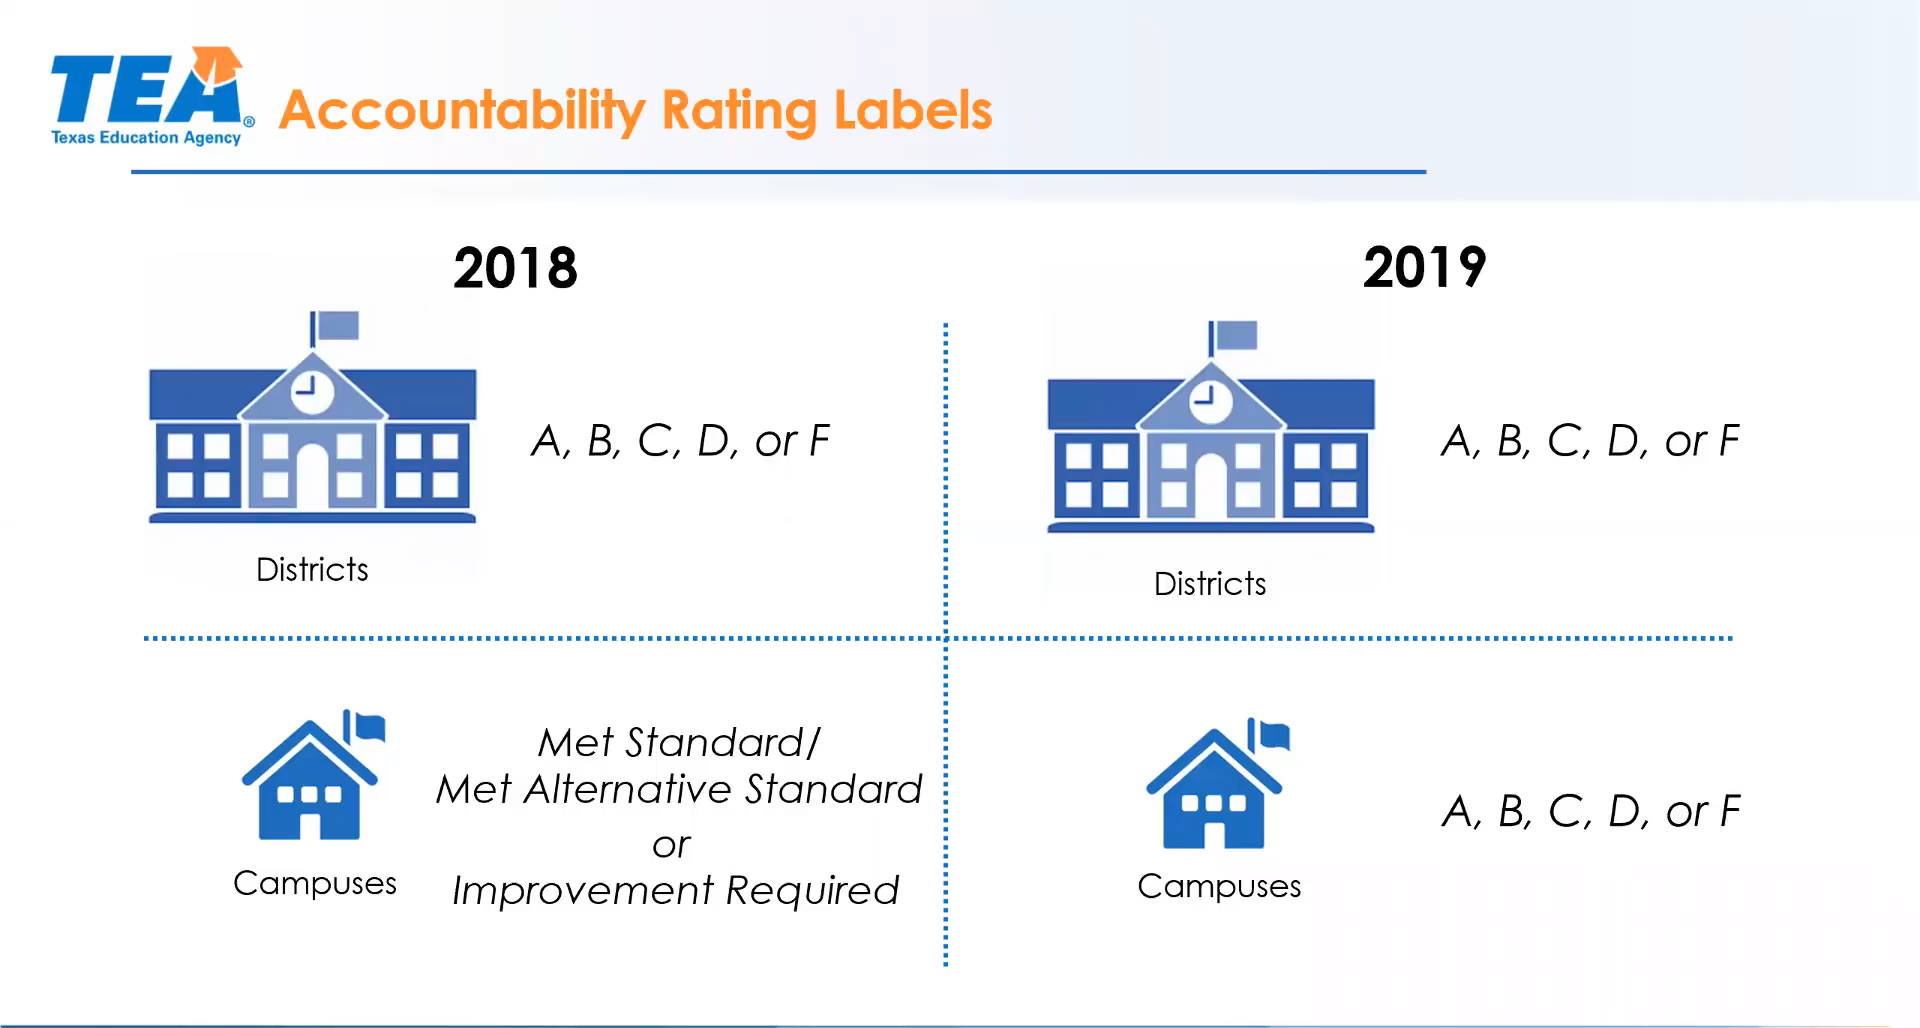 TEA®
Texas Education Agency
Accountability Rating Labels
2018
2019
A, B, C, D, or F
Districts
A, B, C, D, or F
Districts
Met Standard/
Met Alternative Standard
or
Improvement Required
Campuses
A, B, C, D, or F
Campuses